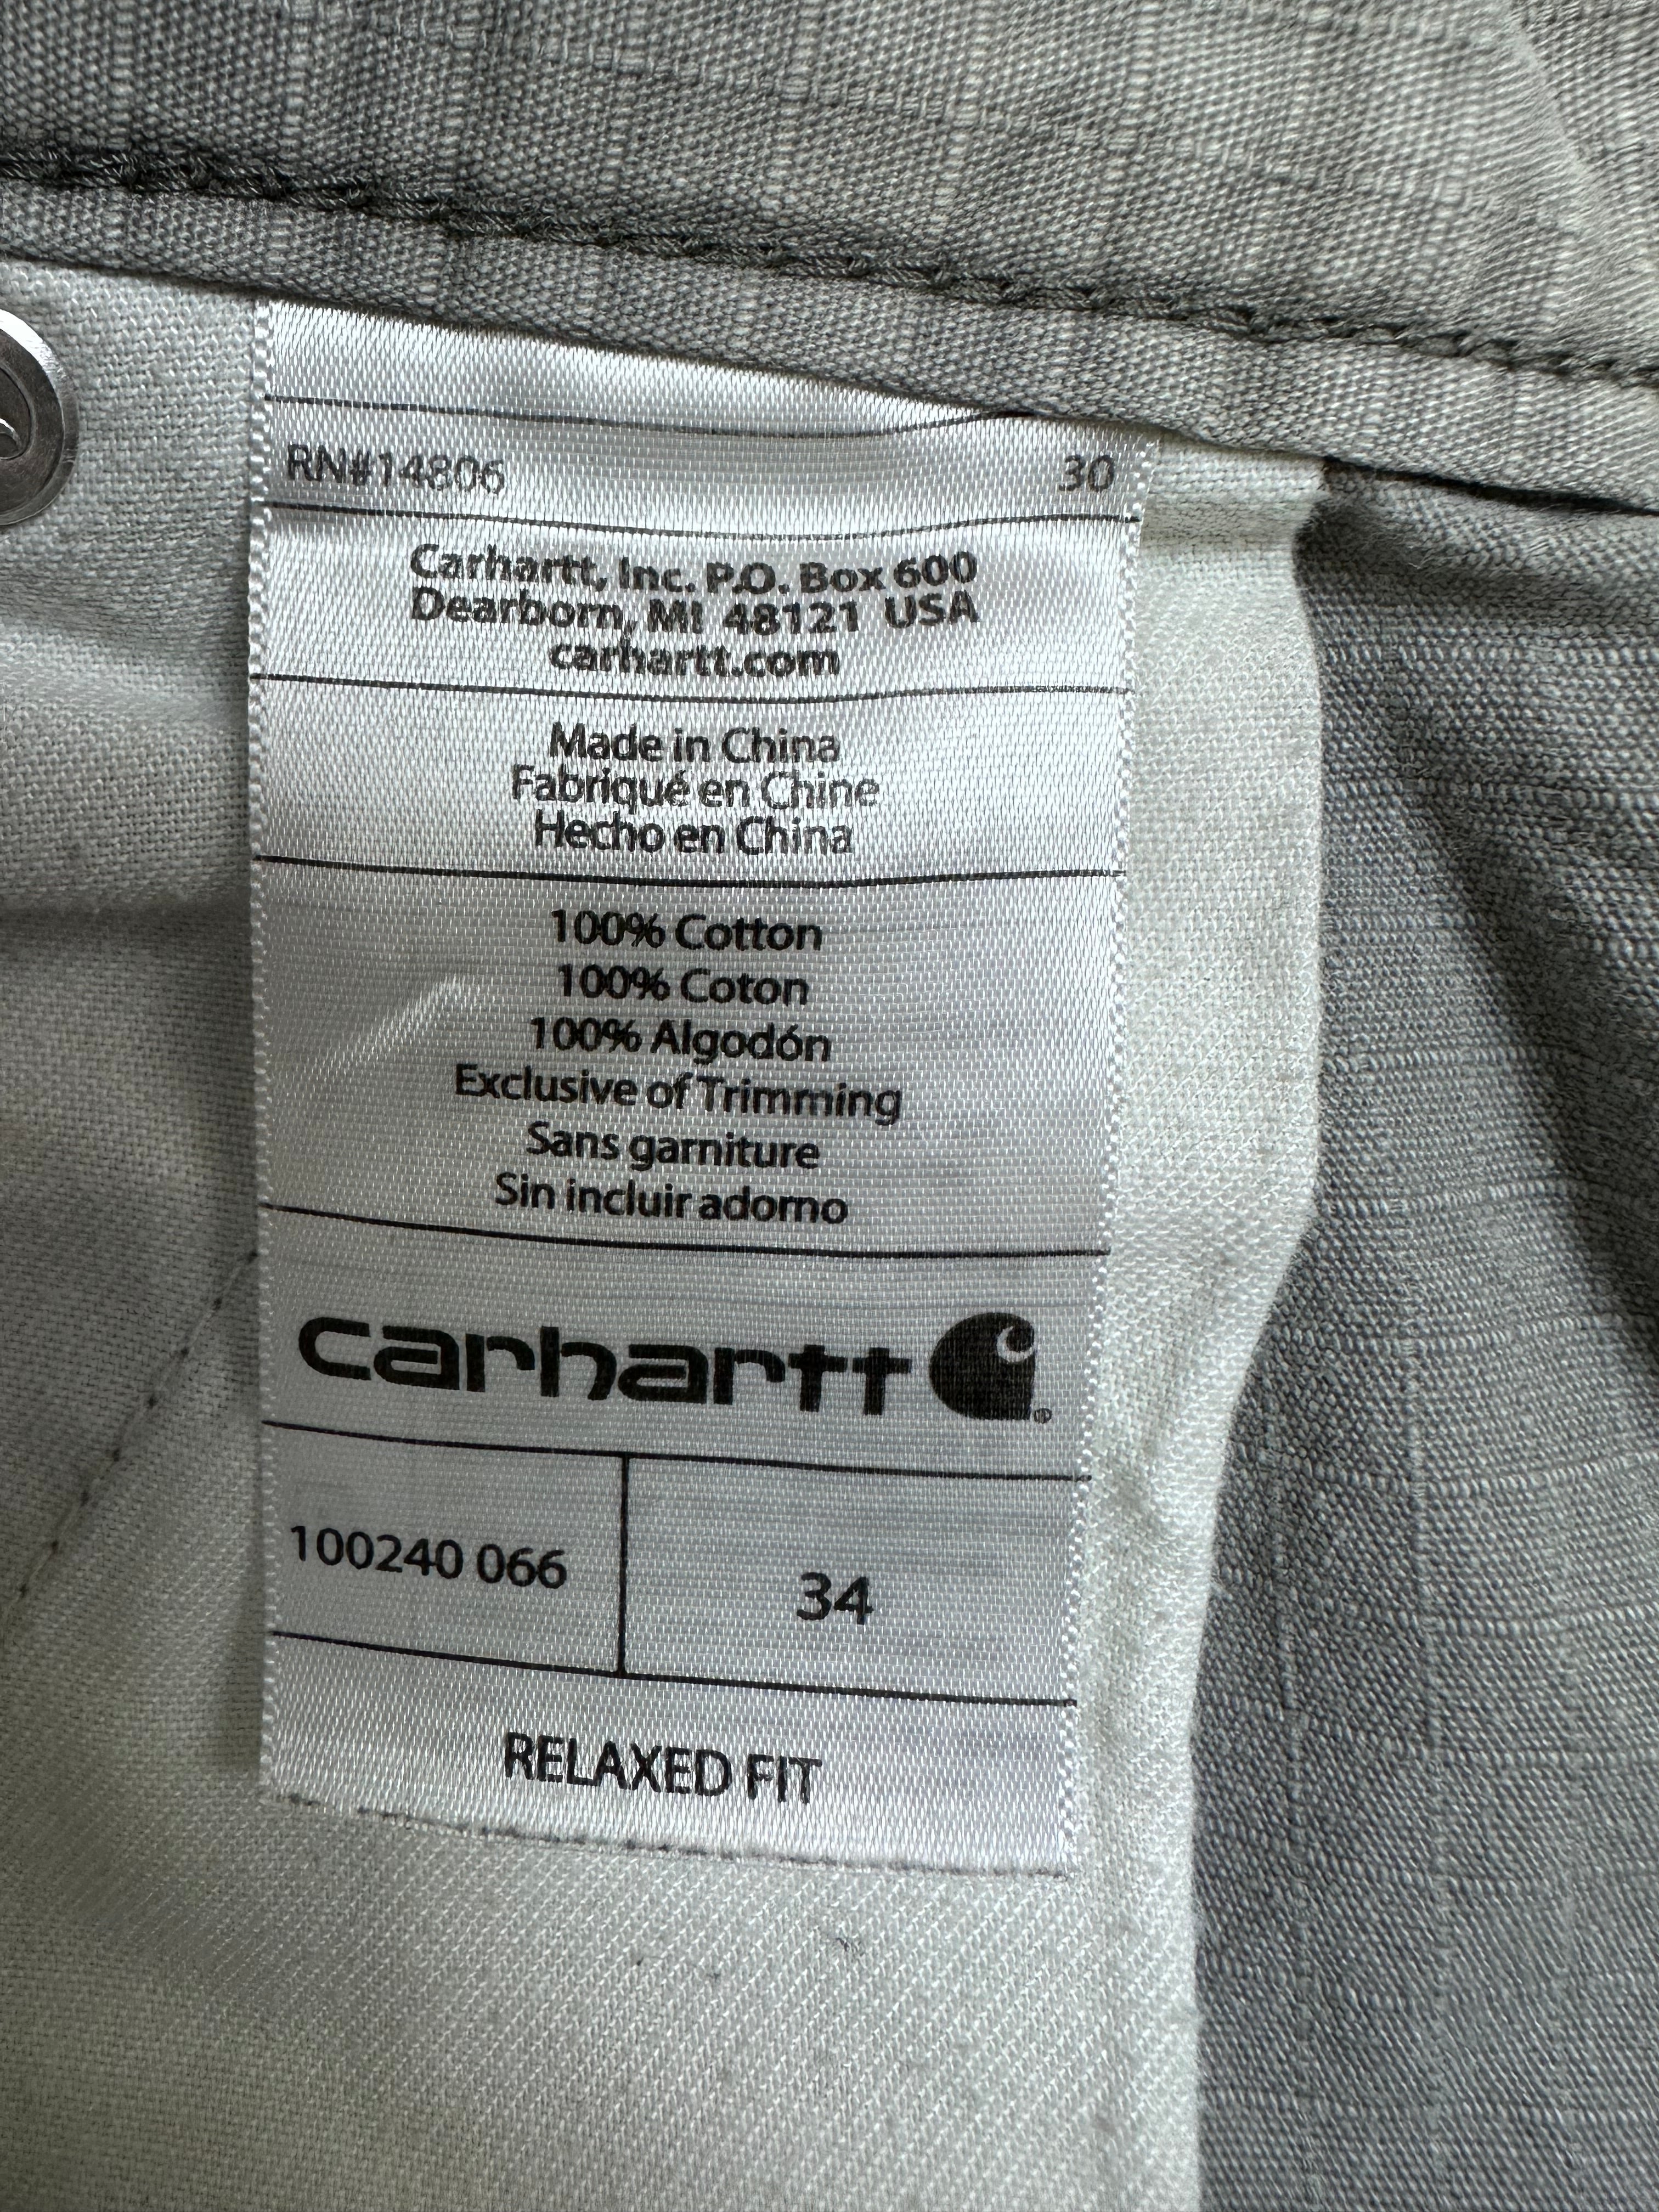 RN#14806 30
Carhartt, Inc. P.O. Box 600
Dearborn, MI 48121 USA
carhartt.com
Made in China
Fabriqué en Chine
Hecho en China
100% Cotton
100% Coton
100% Algodón
Exclusive of Trimming
Sans garniture
Sin incluir adorno
carhartt ®
100240 066 34
RELAXED FIT